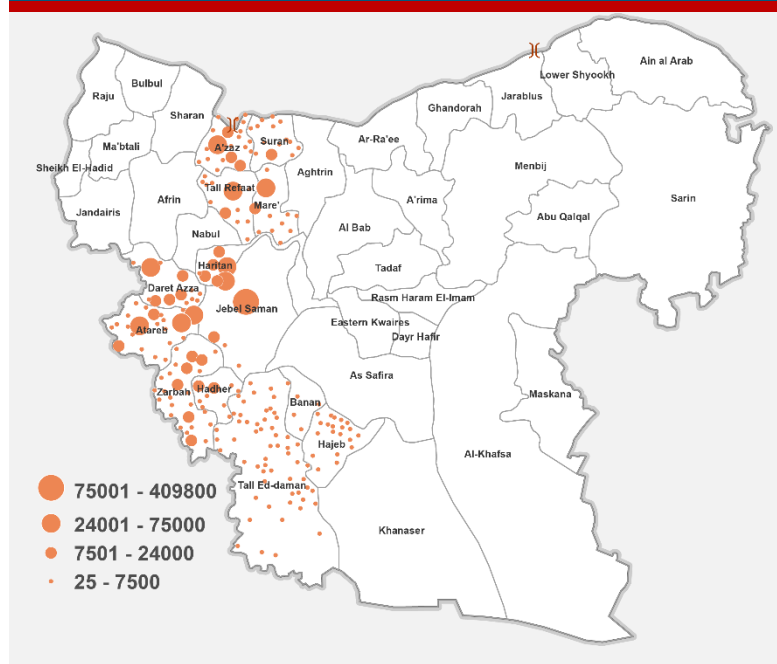 Ain al Arab
Lower Shyookh
Bulbul
Raju
Jarablus
Ghandorah
Sharan
Ar-Ra'ee
Suran
A'zaz
Ma'btali
Sheikh El-Hadid
Menbij
Aghtrin
Tall Refaat
Afrin
Sarin
A'rima
Mare'
Jandairis
Abu Qalqal
Al Bab
Nabul
Haritan
Tadaf
Daret Azza
Rasm Haram El-Imam
Jebel Saman
Eastern Kwaires
Atareb
Dayr Hafir
As Safira
Zarbah
Hadher
Maskana
Banan
Hajeb
Al-Khafsa
Tall Ed-daman
Khanaser
75001 - 409800
24001 - 75000
7501 - 24000
25 - 7500